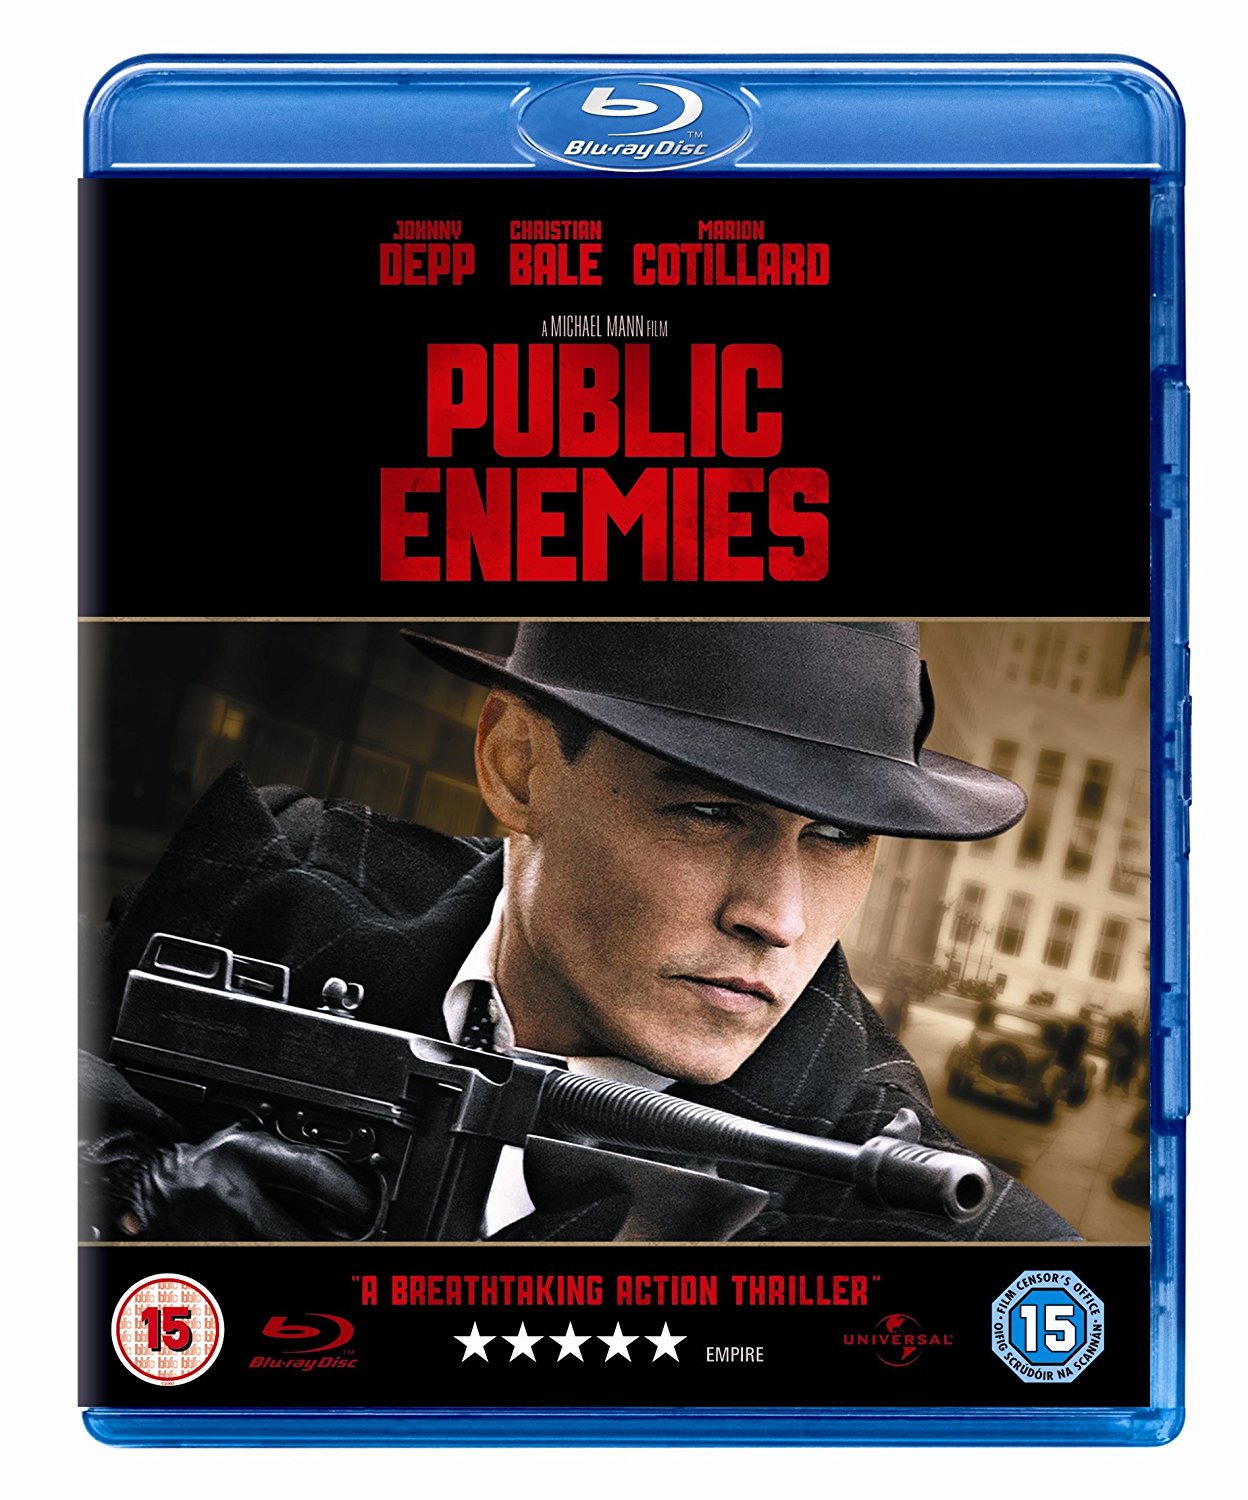 Blu-ray Disc™
JOHNNY CHRISTIAN MARION
DEPP BALE COTILLARD
A MICHAEL MANN FILM
PUBLIC
ENEMIES
"A BREATHTAKING ACTION THRILLER"
15
Blu-ray Disc
★★★★★ EMPIRE
UNIVERSAL
· FILM CENSOR'S OFFICE ·
15
OIFIG SCRÚDÓIR NA SCANNÁN